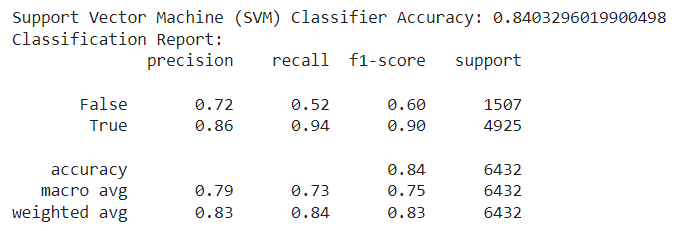 Support Vector Machine (SVM) Classifier Accuracy: 0.8403296019900498
Classification Report:
precision recall f1-score support
False 0.72 0.52 0.60 1507
True 0.86 0.94 0.90 4925
accuracy 0.84 6432
macro avg 0.79 0.73 0.75 6432
weighted avg 0.83 0.84 0.83 6432